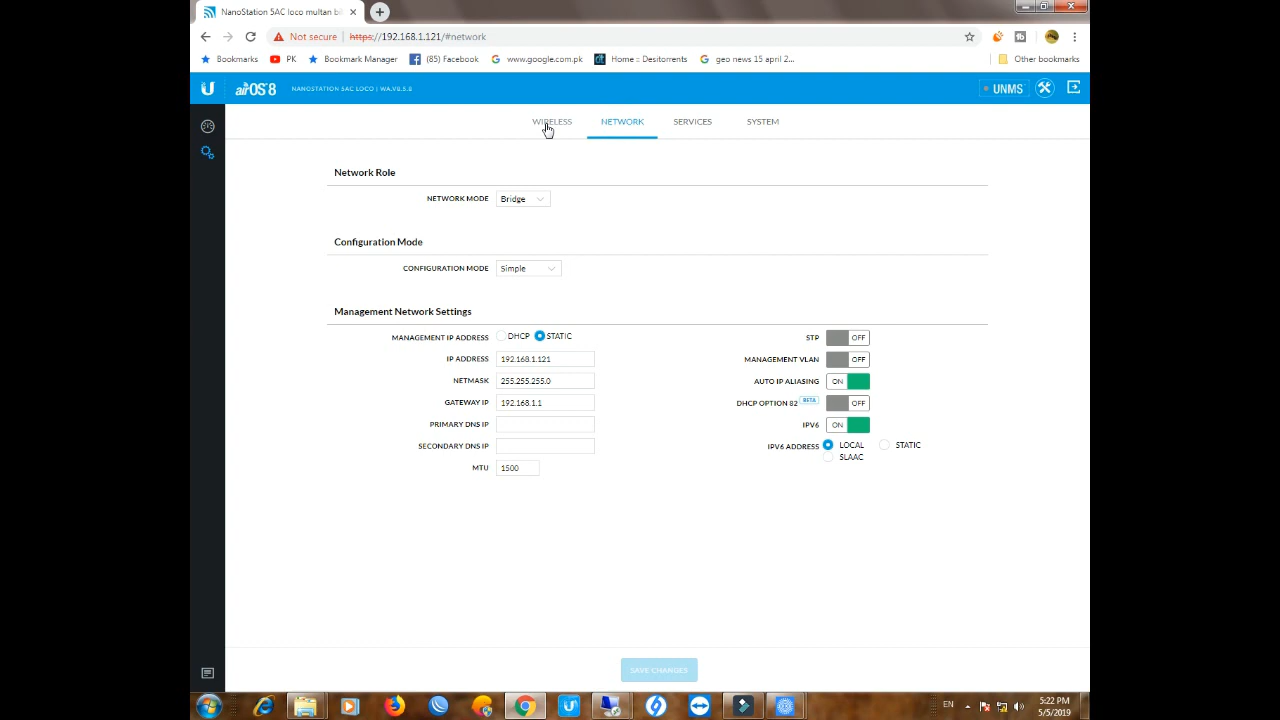 NanoStation 5AC loco multan bi
Not secure https://192.168.1.121/#network
Bookmarks PK Bookmark Manager (85) Facebook www.google.com.pk Home :: Desitorrents geo news 15 april 2... Other bookmarks
U airOS 8 NANOSTATION 5AC LOCO | WA.V8.5.8 UNMS
WIRELESS NETWORK SERVICES SYSTEM
Network Role
NETWORK MODE Bridge
Configuration Mode
CONFIGURATION MODE Simple
Management Network Settings
MANAGEMENT IP ADDRESS DHCP STATIC STP OFF
IP ADDRESS 192.168.1.121 MANAGEMENT VLAN OFF
NETMASK 255.255.255.0 AUTO IP ALIASING ON
GATEWAY IP 192.168.1.1 DHCP OPTION 82 BETA OFF
PRIMARY DNS IP IPV6 ON
SECONDARY DNS IP IPV6 ADDRESS LOCAL STATIC
SLAAC
MTU 1500
SAVE CHANGES
EN 5:22 PM
5/5/2019